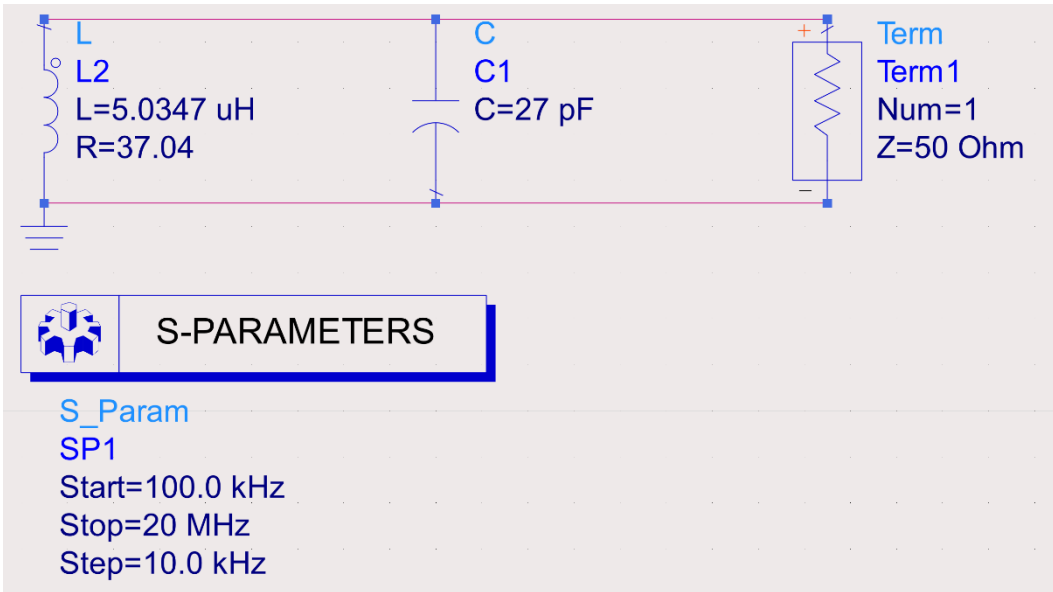 L
L2
L=5.0347 uH
R=37.04
C
C1
C=27 pF
+
Term
Term1
Num=1
Z=50 Ohm
−
S-PARAMETERS
S_Param
SP1
Start=100.0 kHz
Stop=20 MHz
Step=10.0 kHz